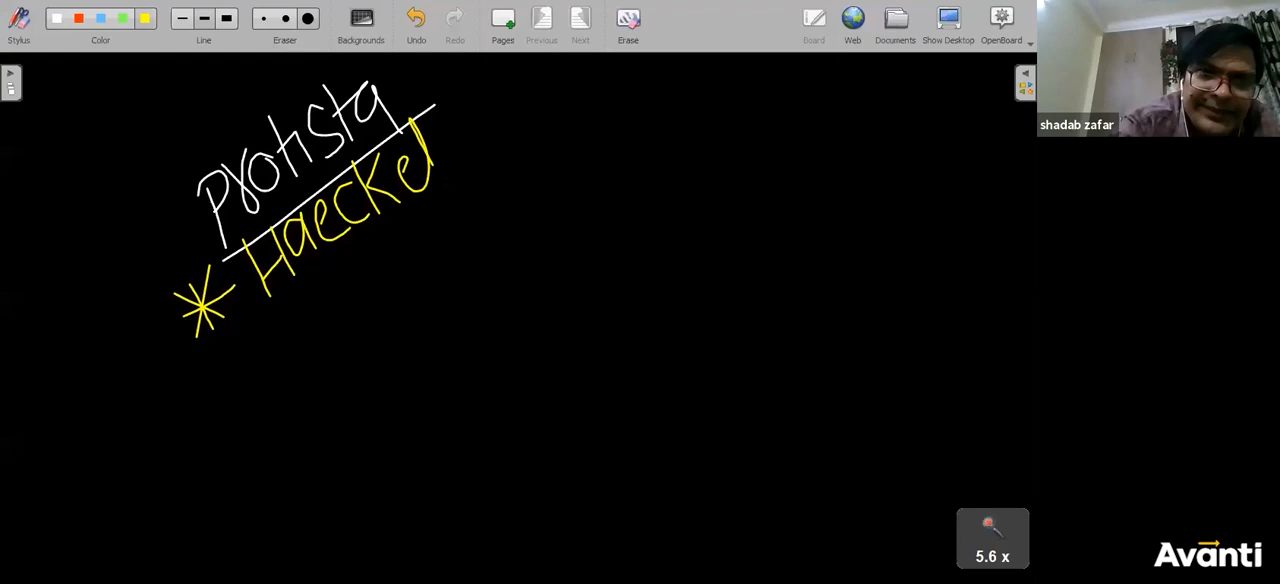 Stylus
Color
Line
Eraser
Backgrounds
Undo
Redo
Pages
Previous
Next
Erase
Board
Web
Documents
Show Desktop
OpenBoard
shadab zafar
Protista
* Haeckel
5.6 x
Avanti